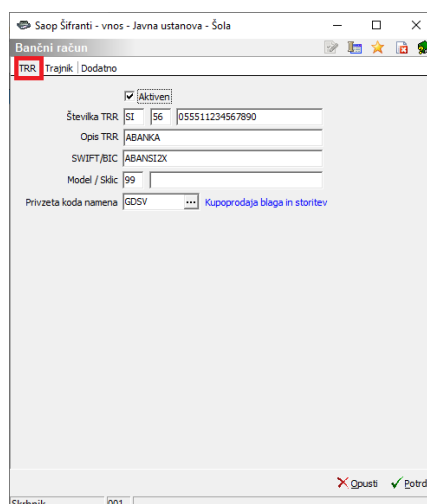 Saop Šifranti - vnos - Javna ustanova - Šola
Bančni račun
TRR Trajnik Dodatno
Aktiven
Številka TRR SI 56 055511234567890
Opis TRR ABANKA
SWIFT/BIC ABANSI2X
Model / Sklic 99
Privzeta koda namena GDSV ... Kupoprodaja blaga in storitev
Opusti Potrd
Skrbnik 001